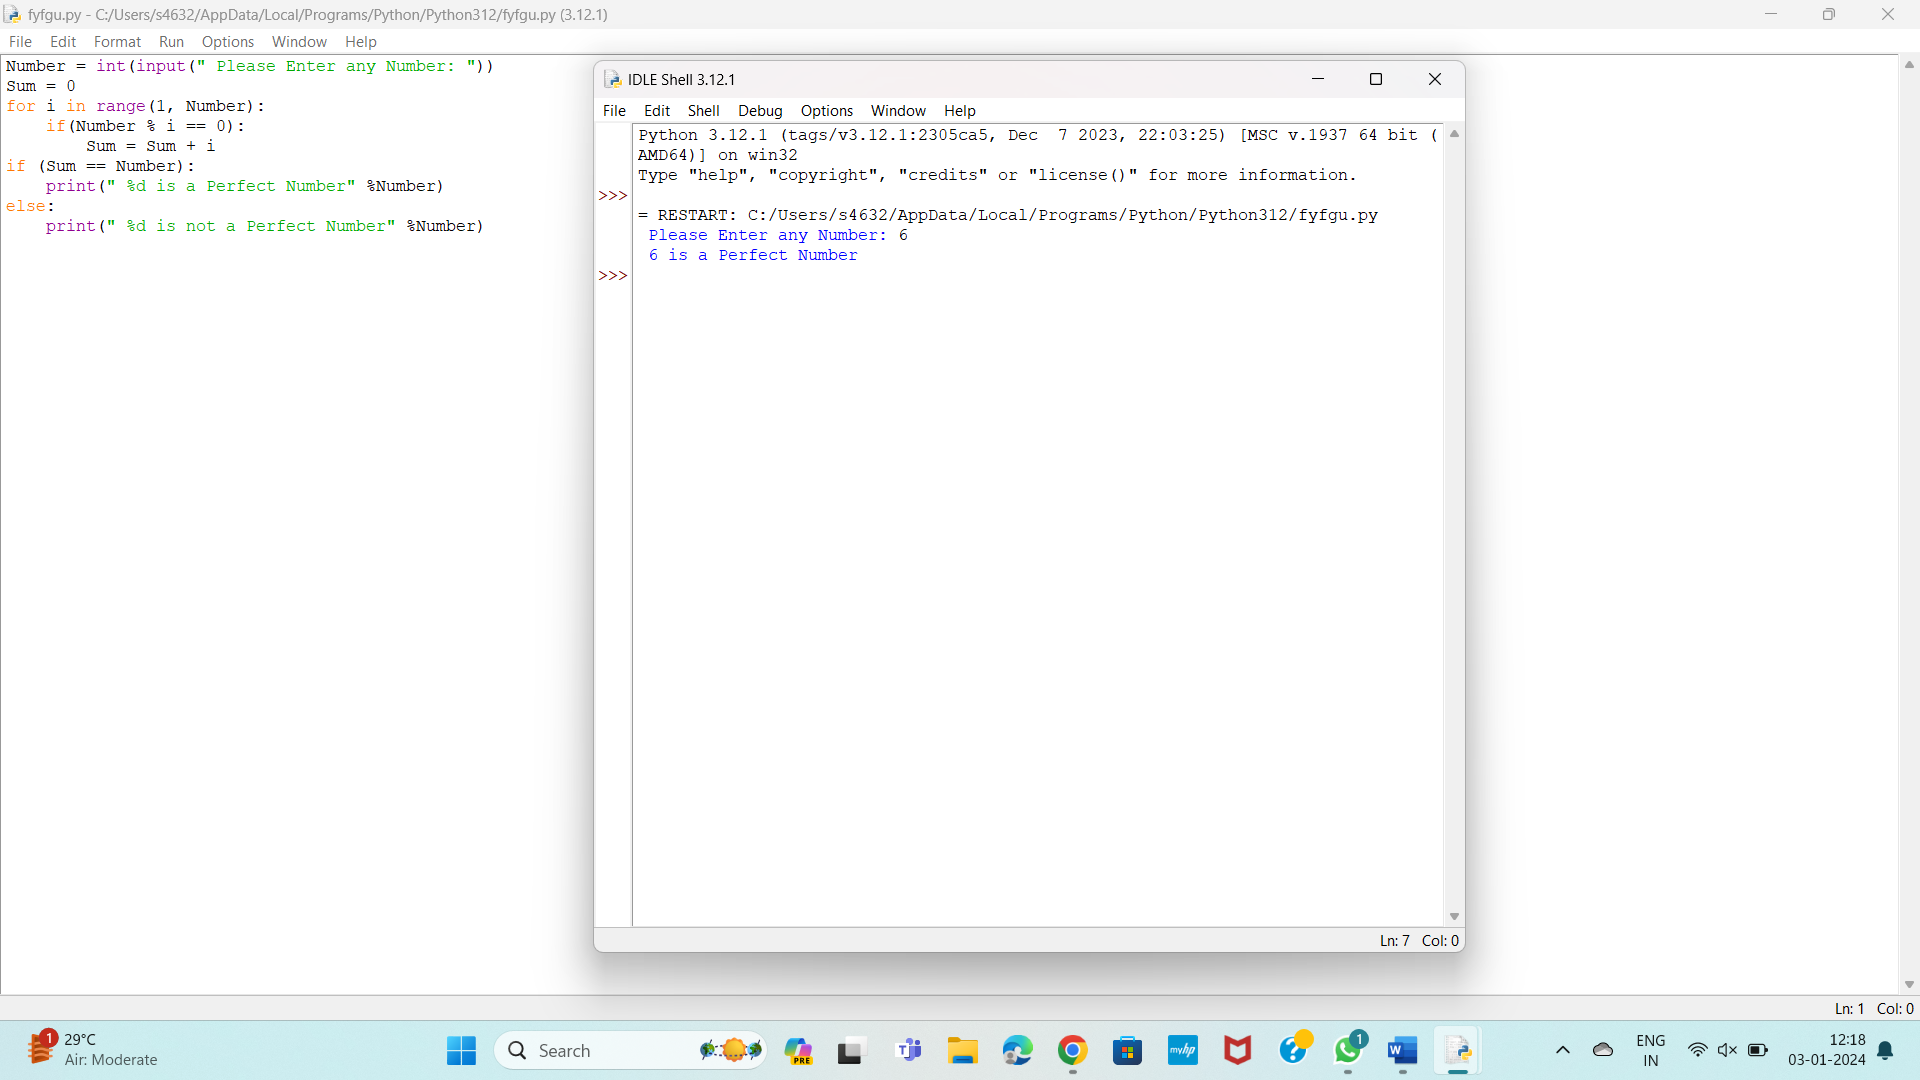 fyfgu.py - C:/Users/s4632/AppData/Local/Programs/Python/Python312/fyfgu.py (3.12.1)
File Edit Format Run Options Window Help
Number = int(input(" Please Enter any Number: "))
Sum = 0
for i in range(1, Number):
    if(Number % i == 0):
        Sum = Sum + i
if (Sum == Number):
    print(" %d is a Perfect Number" %Number)
else:
    print(" %d is not a Perfect Number" %Number)
IDLE Shell 3.12.1
File Edit Shell Debug Options Window Help
Python 3.12.1 (tags/v3.12.1:2305ca5, Dec  7 2023, 22:03:25) [MSC v.1937 64 bit (
AMD64)] on win32
Type "help", "copyright", "credits" or "license()" for more information.
>>>
= RESTART: C:/Users/s4632/AppData/Local/Programs/Python/Python312/fyfgu.py
 Please Enter any Number: 6
 6 is a Perfect Number
>>>
Ln: 7 Col: 0
Ln: 1 Col: 0
1
29°C
Air: Moderate
Search
PRE
myhp
1
ENG
IN
12:18
03-01-2024